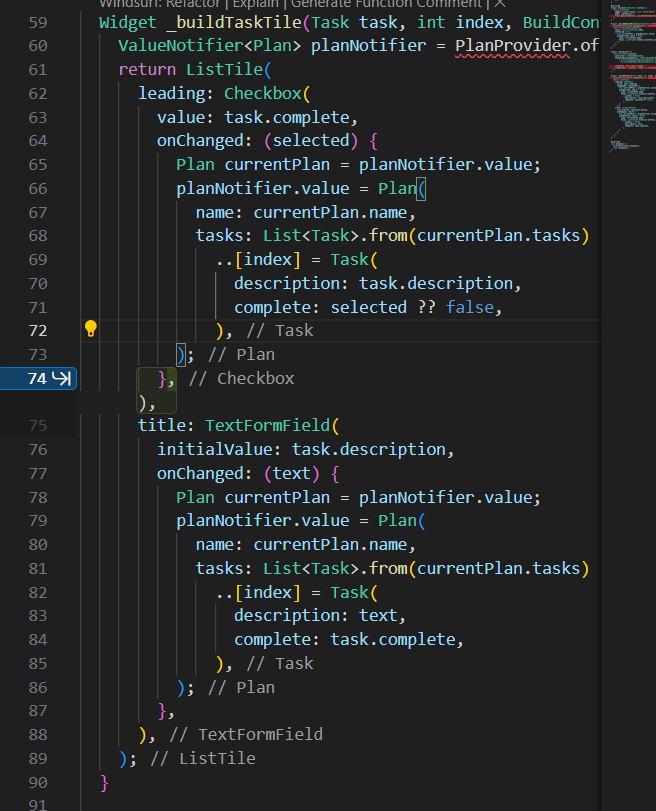 Windsurf: Refactor | Explain | Generate Function Comment | X
59 Widget _buildTaskTile(Task task, int index, BuildCon
60 ValueNotifier<Plan> planNotifier = PlanProvider.of
61 return ListTile(
62 leading: Checkbox(
63 value: task.complete,
64 onChanged: (selected) {
65 Plan currentPlan = planNotifier.value;
66 planNotifier.value = Plan(
67 name: currentPlan.name,
68 tasks: List<Task>.from(currentPlan.tasks)
69 ..[index] = Task(
70 description: task.description,
71 complete: selected ?? false,
72 ), // Task
73 ); // Plan
74 }, // Checkbox
),
75 title: TextFormField(
76 initialValue: task.description,
77 onChanged: (text) {
78 Plan currentPlan = planNotifier.value;
79 planNotifier.value = Plan(
80 name: currentPlan.name,
81 tasks: List<Task>.from(currentPlan.tasks)
82 ..[index] = Task(
83 description: text,
84 complete: task.complete,
85 ), // Task
86 ); // Plan
87 },
88 ), // TextFormField
89 ); // ListTile
90 }
91